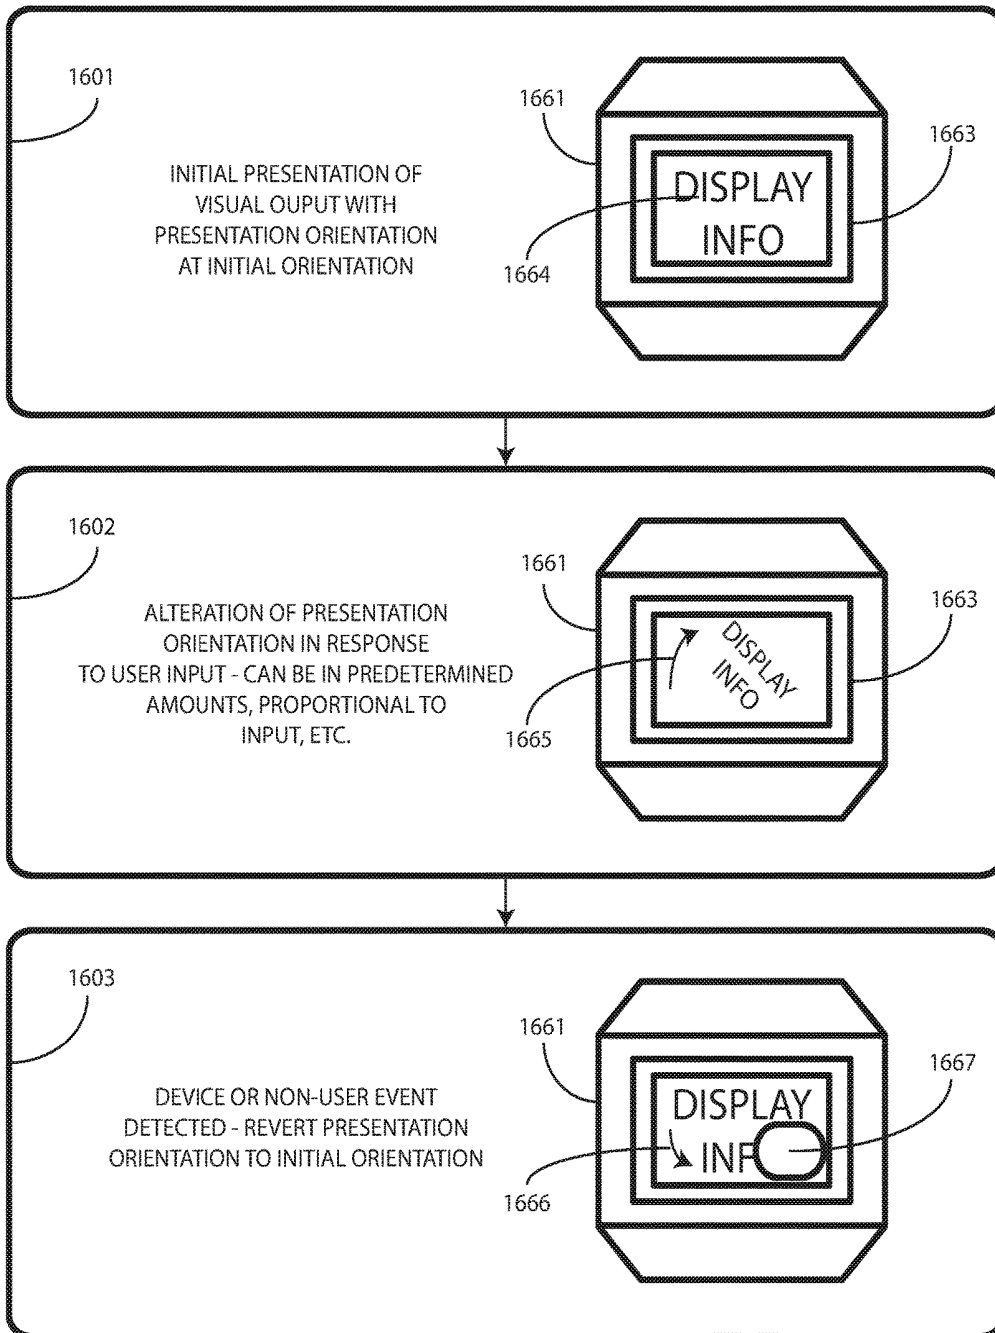 1601
INITIAL PRESENTATION OF
VISUAL OUPUT WITH
PRESENTATION ORIENTATION
AT INITIAL ORIENTATION
1661
1663
DISPLAY
INFO
1664
1602
ALTERATION OF PRESENTATION
ORIENTATION IN RESPONSE
TO USER INPUT - CAN BE IN PREDETERMINED
AMOUNTS, PROPORTIONAL TO
INPUT, ETC.
1661
1663
DISPLAY
INFO
1665
1603
DEVICE OR NON-USER EVENT
DETECTED - REVERT PRESENTATION
ORIENTATION TO INITIAL ORIENTATION
1661
1667
DISPLAY
INF
1666